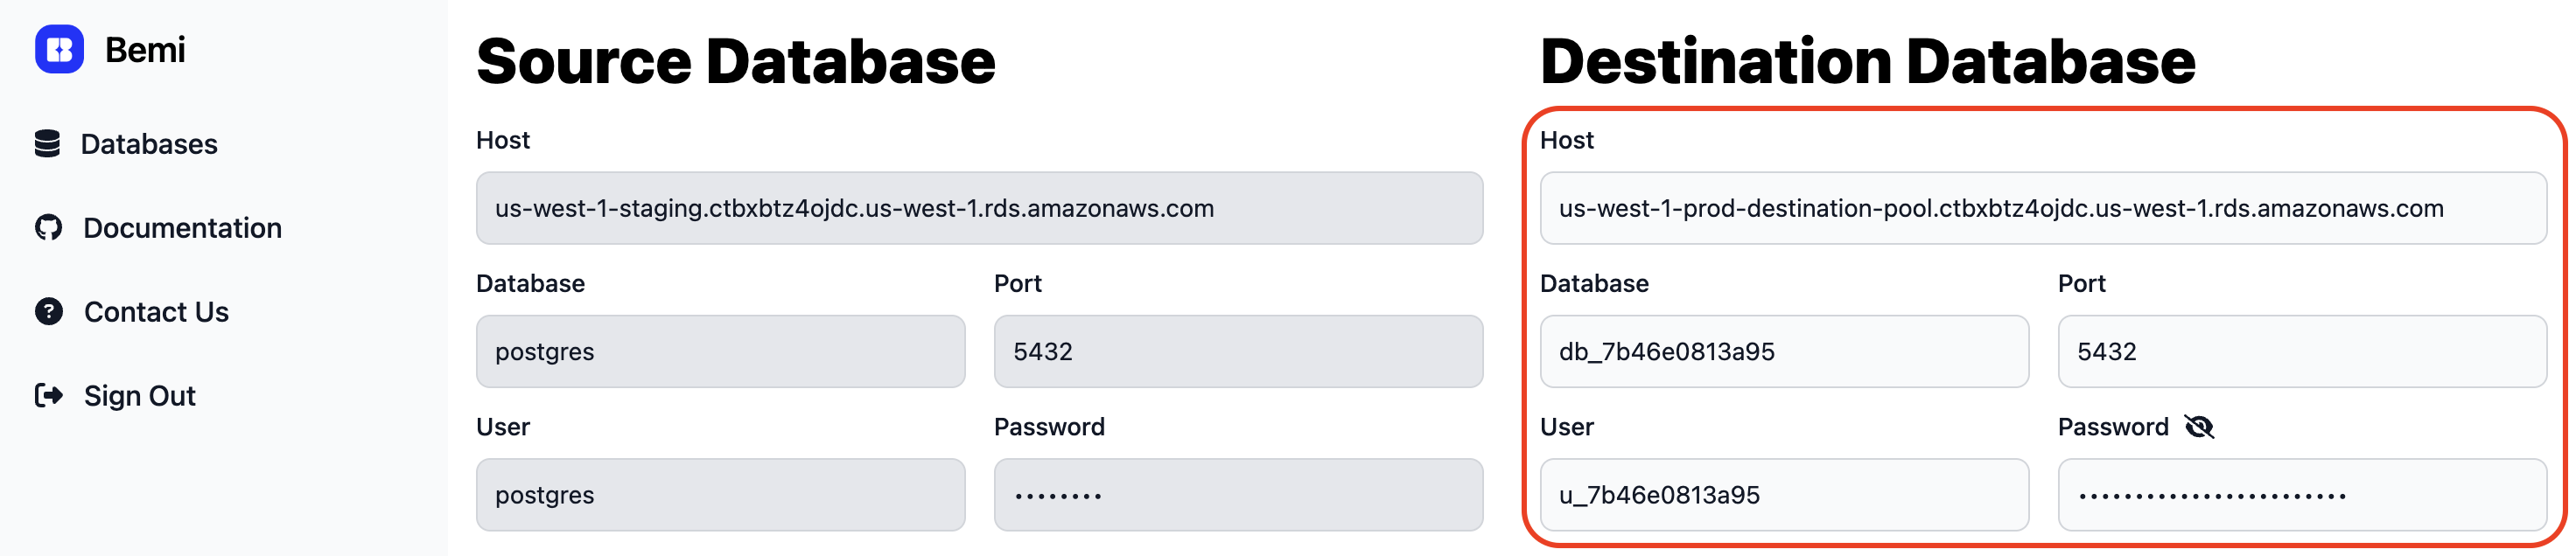 Bemi
Databases
Documentation
Contact Us
Sign Out
Source Database
Host
us-west-1-staging.ctbxbtz4ojdc.us-west-1.rds.amazonaws.com
Database Port
postgres 5432
User Password
postgres ••••••••
Destination Database
Host
us-west-1-prod-destination-pool.ctbxbtz4ojdc.us-west-1.rds.amazonaws.com
Database Port
db_7b46e0813a95 5432
User Password
u_7b46e0813a95 ••••••••••••••••••••••••